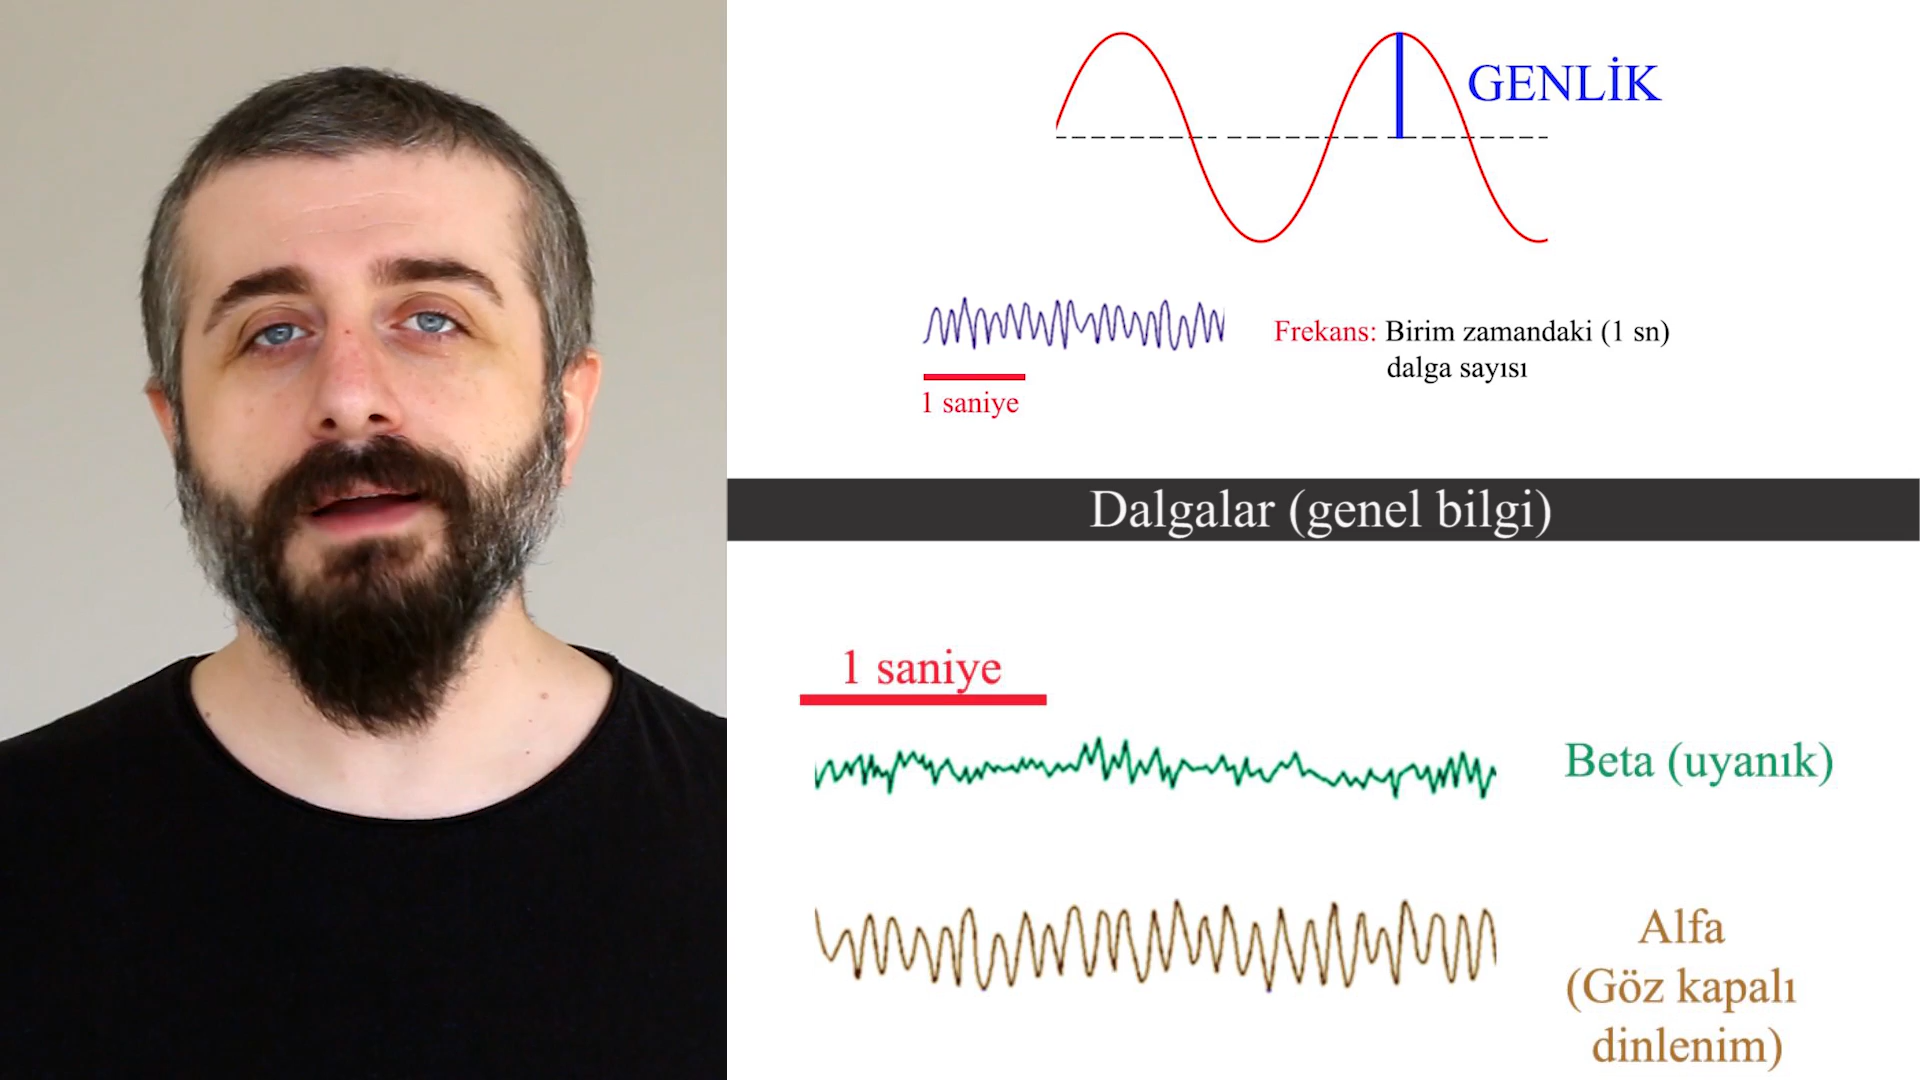 GENLİK
Frekans: Birim zamandaki (1 sn)
dalga sayısı
1 saniye
Dalgalar (genel bilgi)
1 saniye
Beta (uyanık)
Alfa
(Göz kapalı
dinlenim)